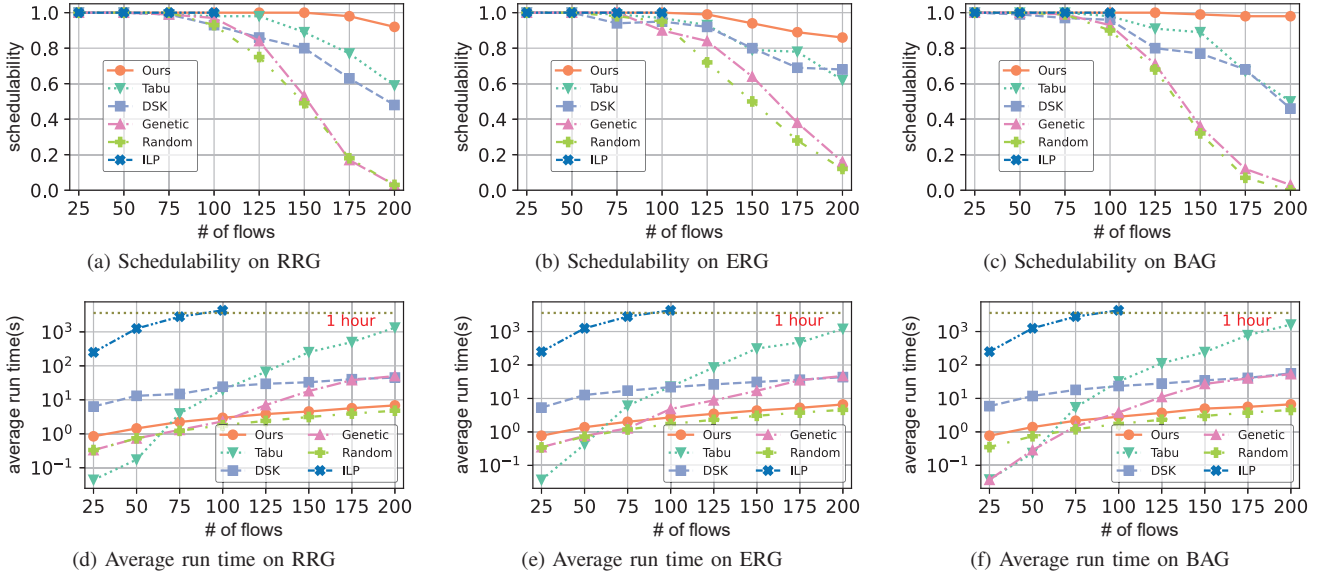 schedulability
1.0
0.8
0.6
0.4
0.2
0.0
Ours
Tabu
DSK
Genetic
Random
ILP
25 50 75 100 125 150 175 200
# of flows
(a) Schedulability on RRG
schedulability
1.0
0.8
0.6
0.4
0.2
0.0
Ours
Tabu
DSK
Genetic
Random
ILP
25 50 75 100 125 150 175 200
# of flows
(b) Schedulability on ERG
schedulability
1.0
0.8
0.6
0.4
0.2
0.0
Ours
Tabu
DSK
Genetic
Random
ILP
25 50 75 100 125 150 175 200
# of flows
(c) Schedulability on BAG
average run time(s)
10³
10²
10¹
10⁰
10⁻¹
1 hour
Ours Genetic
Tabu Random
DSK ILP
25 50 75 100 125 150 175 200
# of flows
(d) Average run time on RRG
average run time(s)
10³
10²
10¹
10⁰
10⁻¹
1 hour
Ours Genetic
Tabu Random
DSK ILP
25 50 75 100 125 150 175 200
# of flows
(e) Average run time on ERG
average run time(s)
10³
10²
10¹
10⁰
10⁻¹
1 hour
Ours Genetic
Tabu Random
DSK ILP
25 50 75 100 125 150 175 200
# of flows
(f) Average run time on BAG